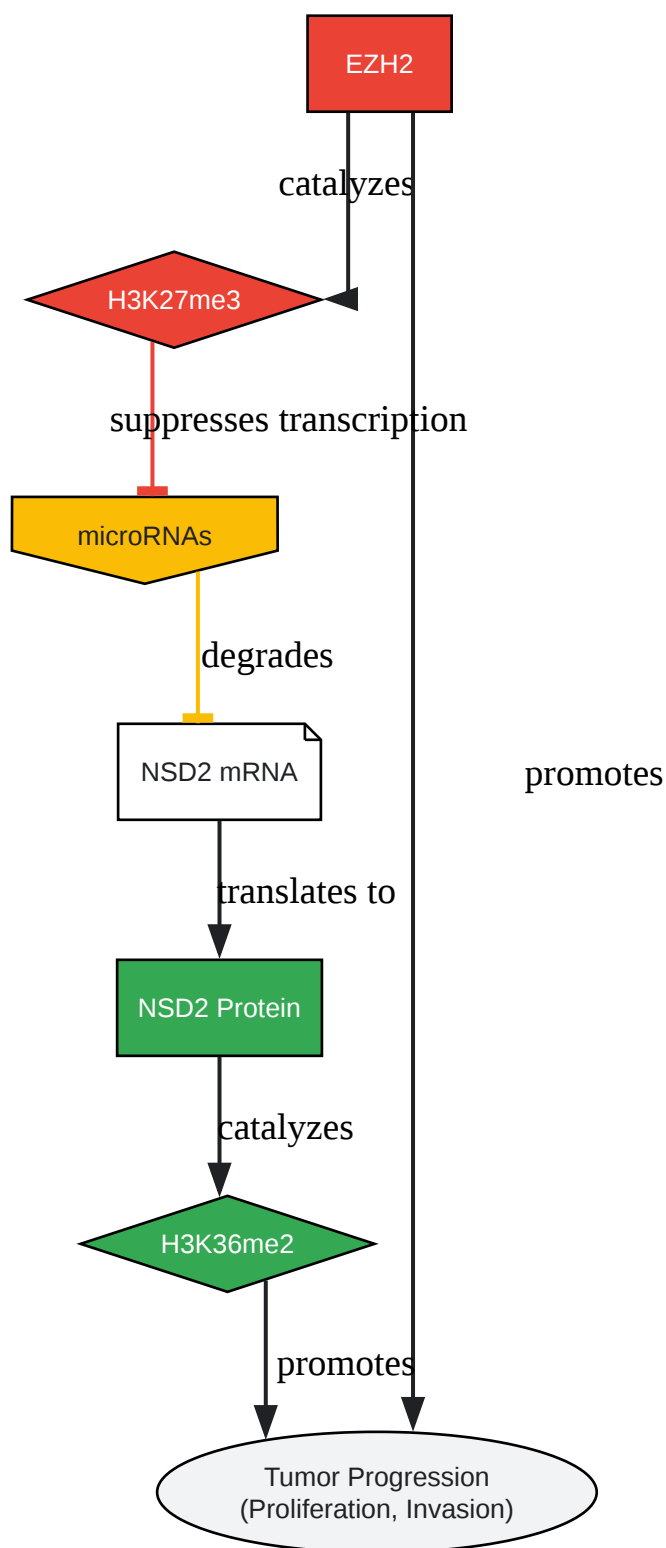 EZH2
catalyzes
H3K27me3
suppresses transcription
microRNAs
degrades
NSD2 mRNA
promotes
translates to
NSD2 Protein
catalyzes
H3K36me2
promotes
Tumor Progression
(Proliferation, Invasion)